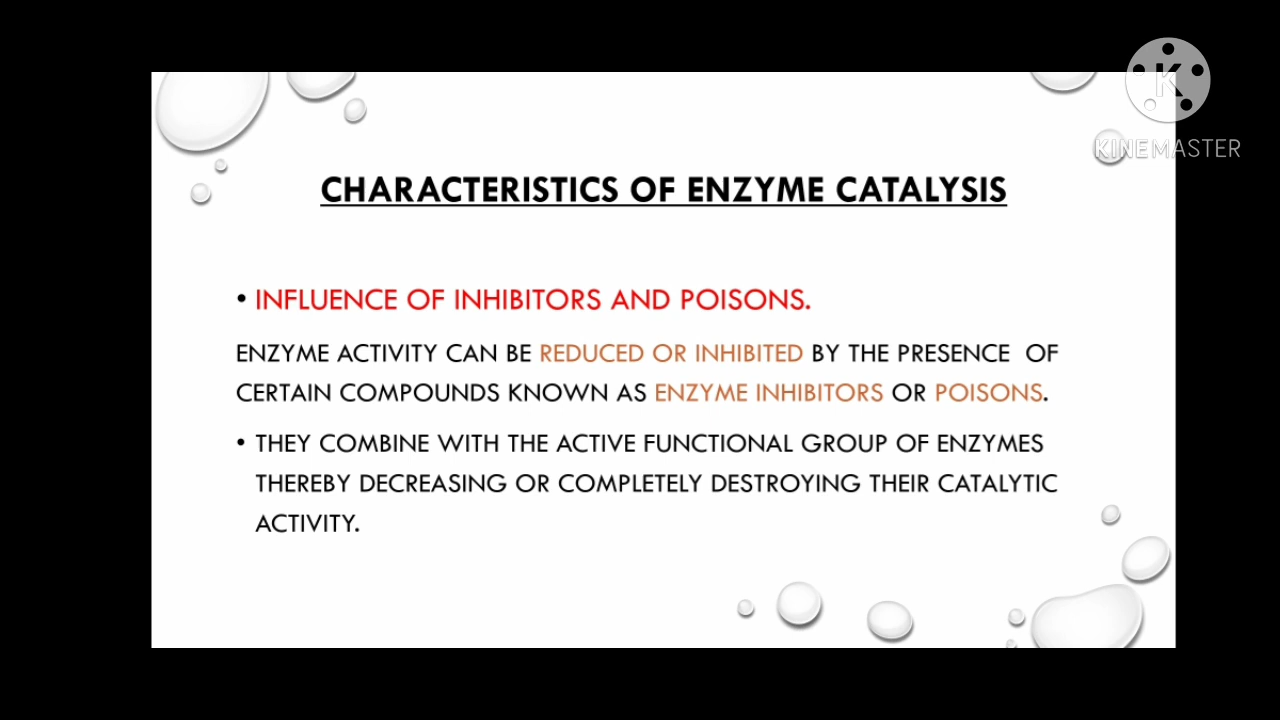 KINEMASTER
CHARACTERISTICS OF ENZYME CATALYSIS
• INFLUENCE OF INHIBITORS AND POISONS.
ENZYME ACTIVITY CAN BE REDUCED OR INHIBITED BY THE PRESENCE OF
CERTAIN COMPOUNDS KNOWN AS ENZYME INHIBITORS OR POISONS.
• THEY COMBINE WITH THE ACTIVE FUNCTIONAL GROUP OF ENZYMES
THEREBY DECREASING OR COMPLETELY DESTROYING THEIR CATALYTIC
ACTIVITY.